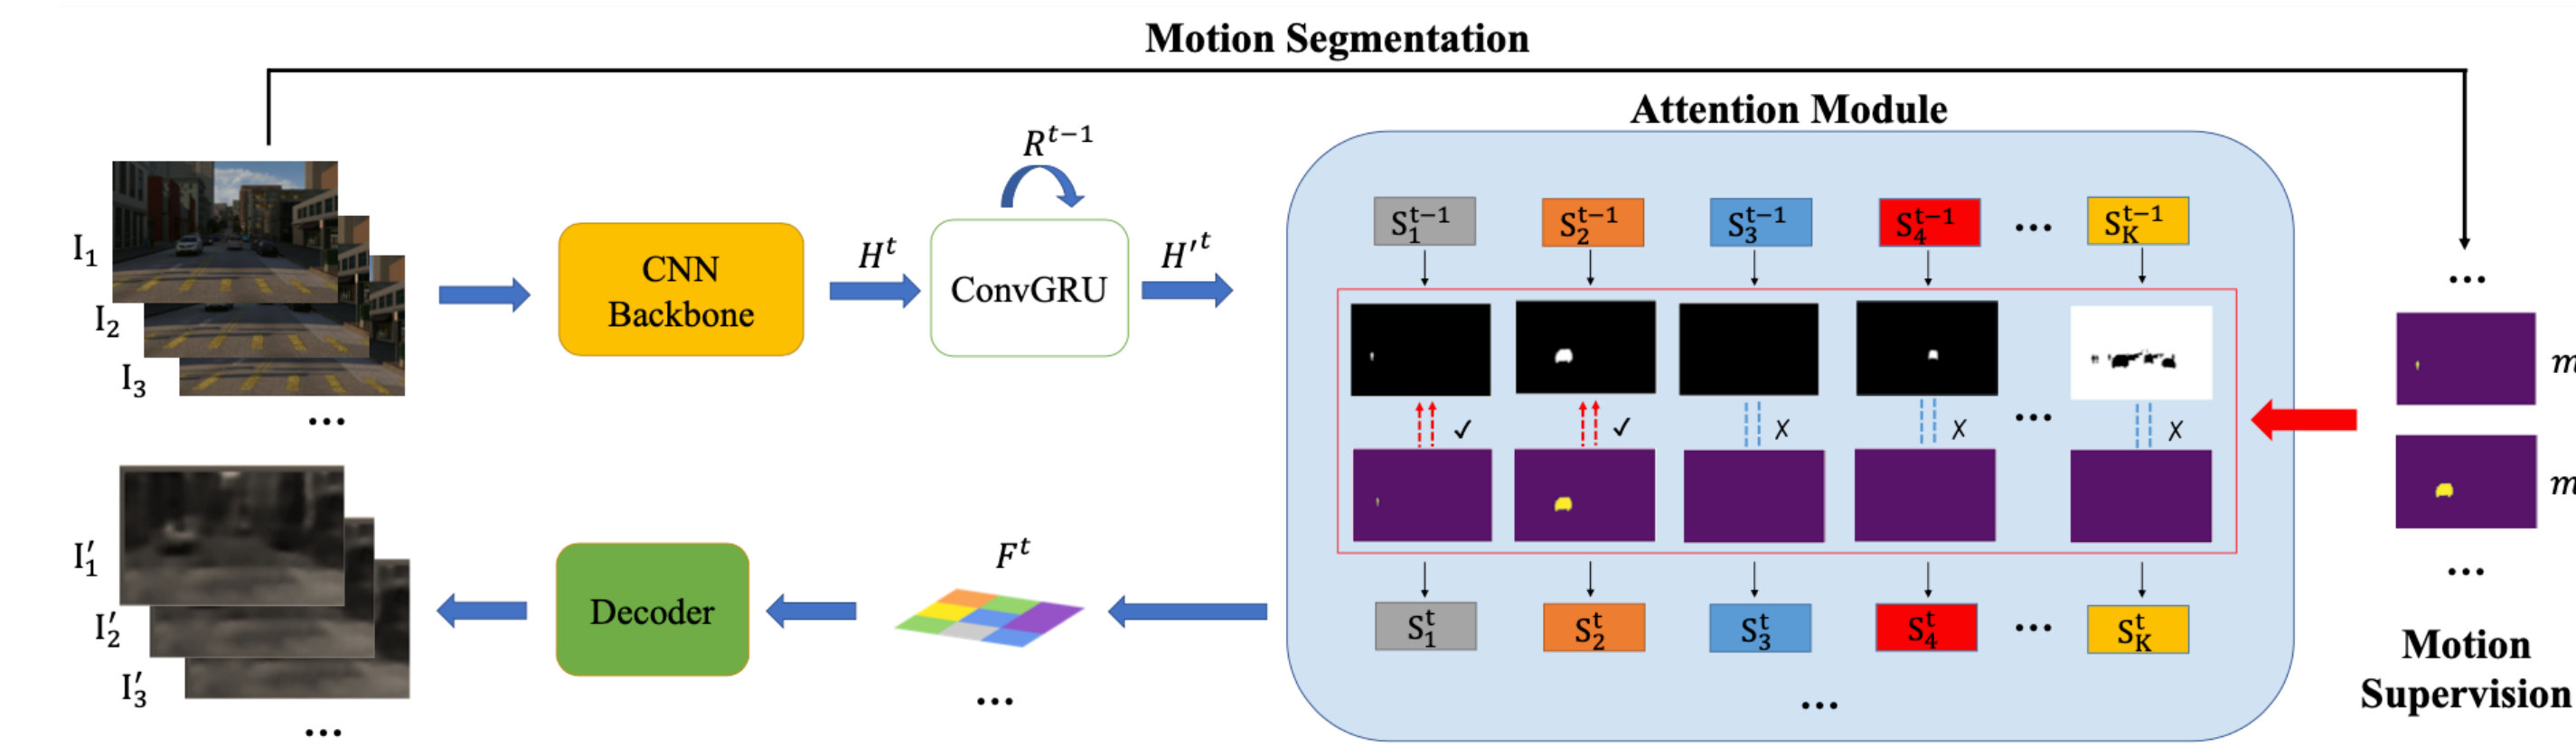 Motion Segmentation
Attention Module
R^{t-1}
I_1
I_2
I_3
...
CNN
Backbone
H^t
ConvGRU
H'^t
S_1^{t-1}
S_2^{t-1}
S_3^{t-1}
S_4^{t-1}
...
S_K^{t-1}
✓
✓
✗
✗
...
✗
...
m
m
...
Motion
Supervision
I'_1
I'_2
I'_3
...
Decoder
F^t
...
S_1^t
S_2^t
S_3^t
S_4^t
...
S_K^t
...